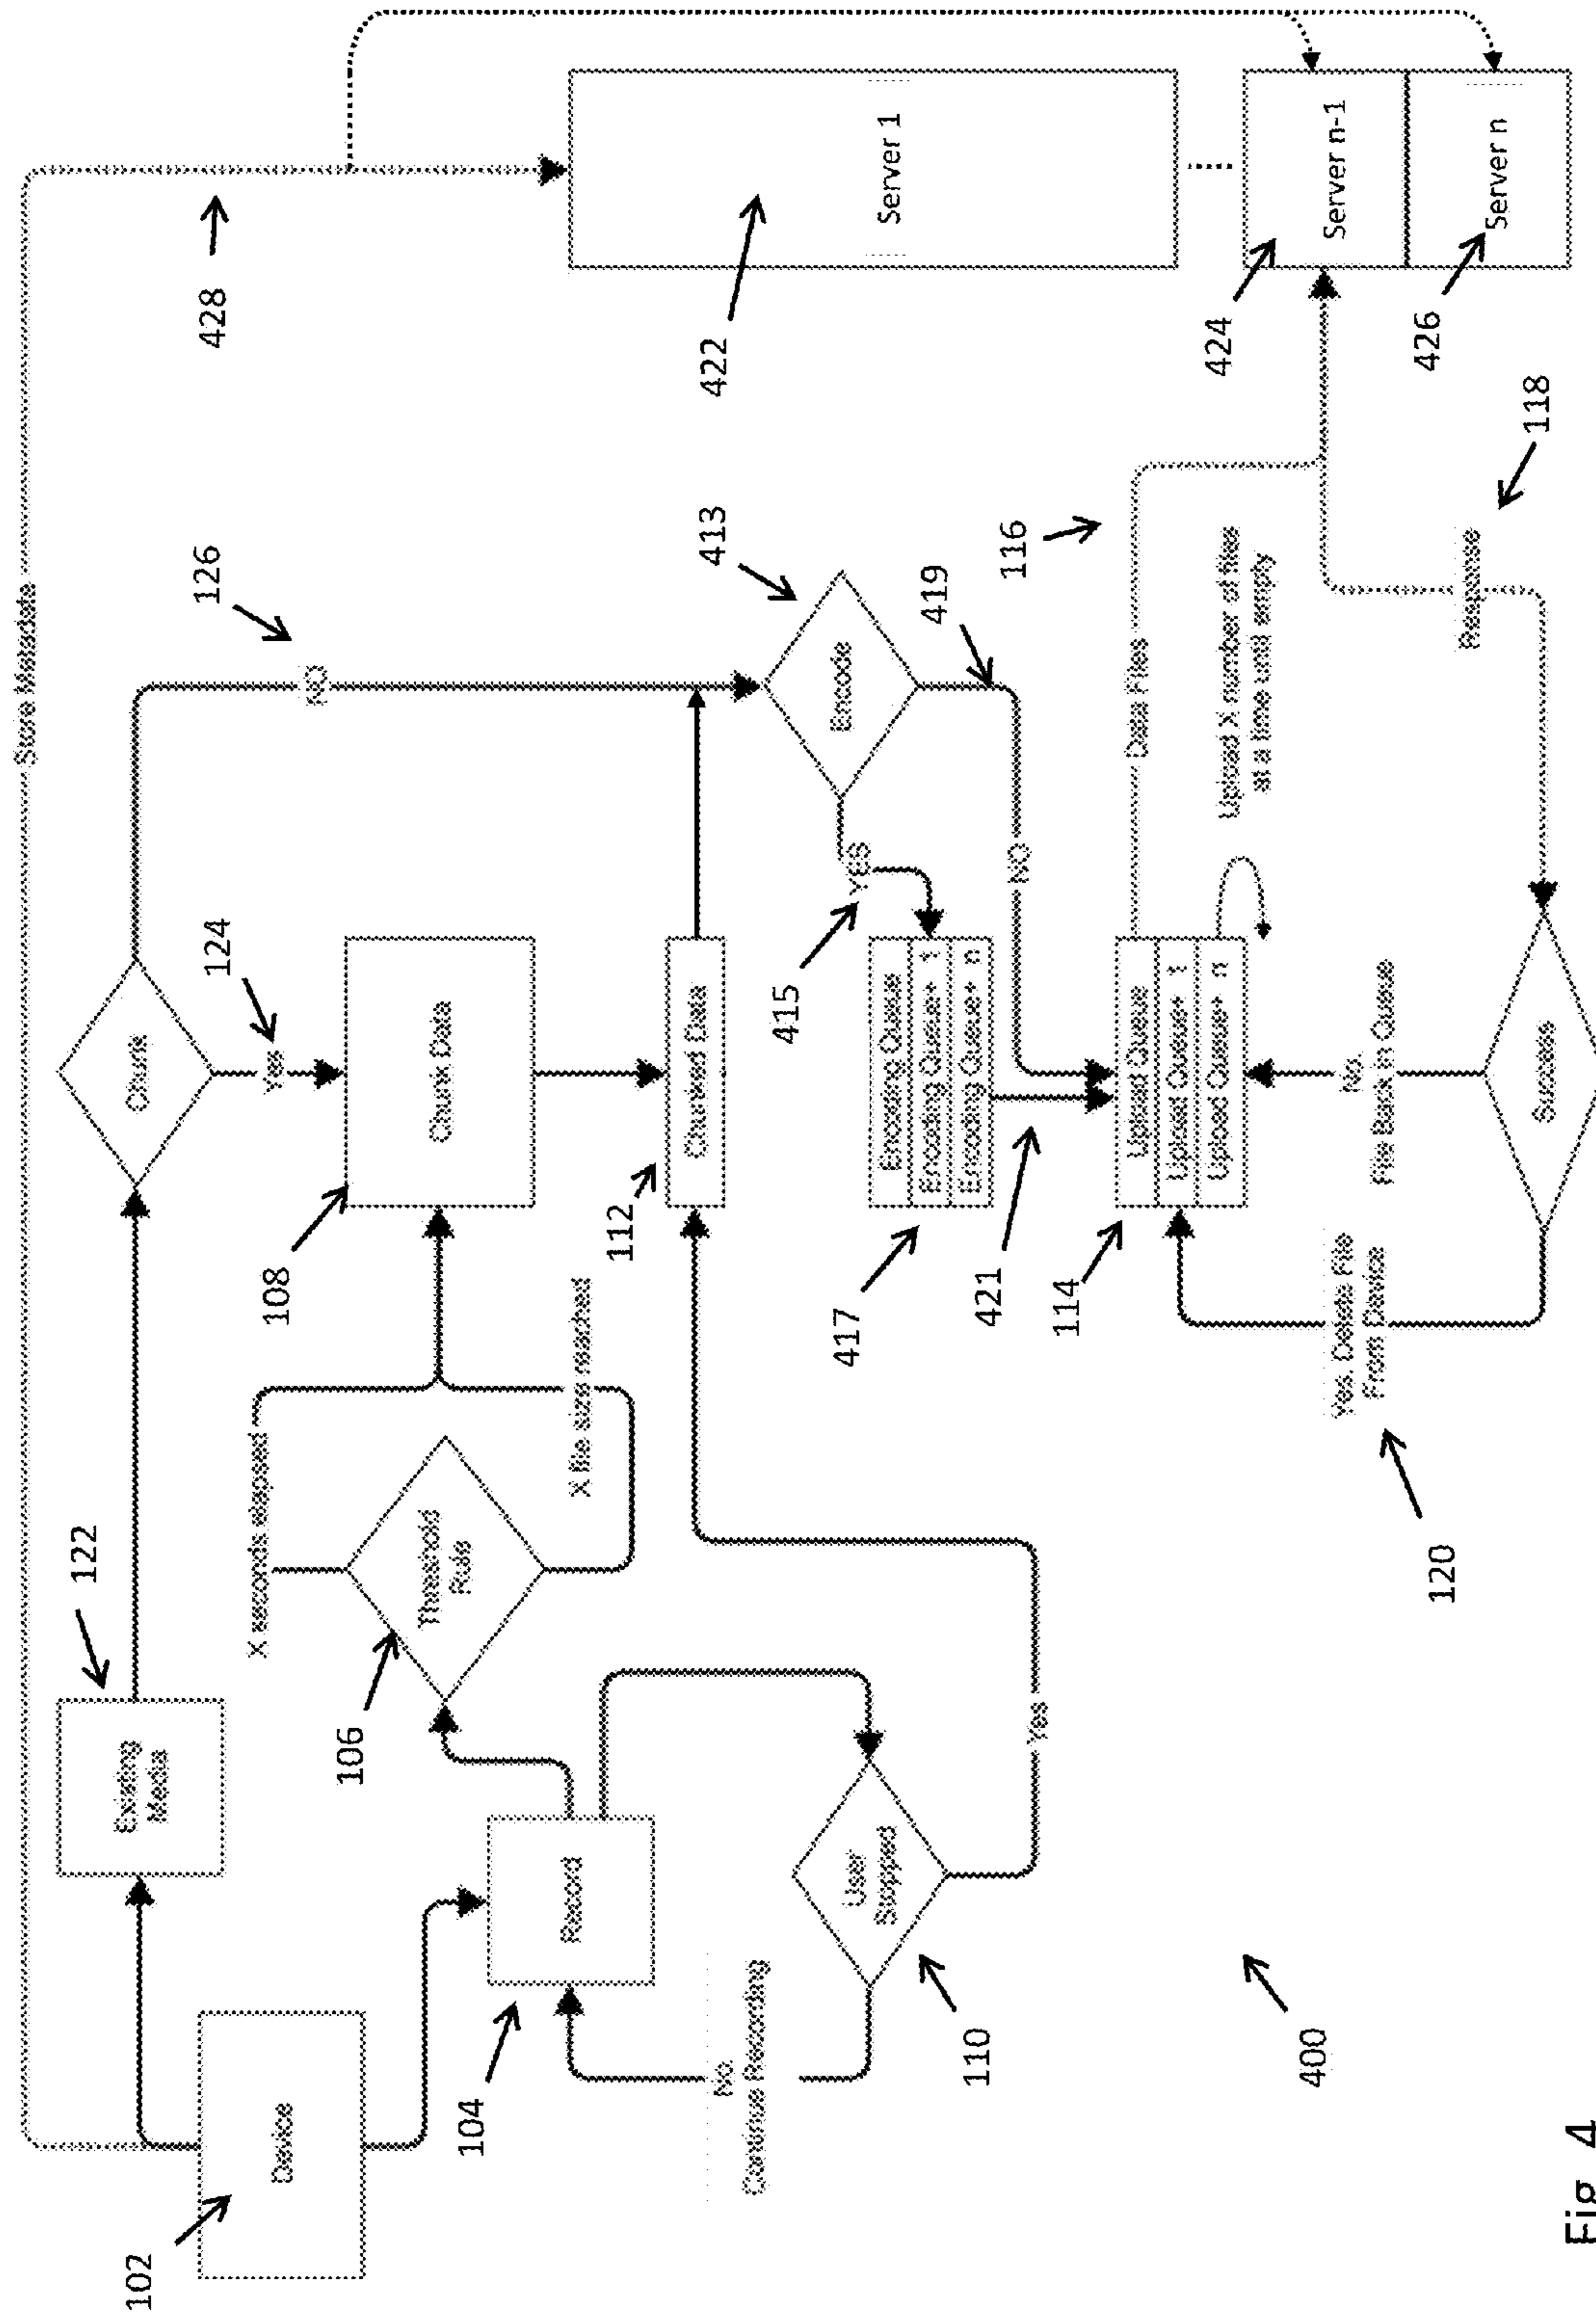 Store Metadata
428
122
Existing
Media
Chunk
NO
126
102
Device
X seconds elapsed
124
Yes
108
Chunk Data
106
Threshold
Rule
X file size reached
104
Record
112
Chunked Data
422
Server 1
413
Encode
415
YES
419
NO
No.
Continue Recording
User
Stopped
110
Yes
417
Encoding Queue
Encoding Queue+ 1
Encoding Queue+ n
421
114
Upload Queue
Upload Queue+ 1
Upload Queue+ n
116
Data Files
Upload X number of files
at a time until empty
424
Server n-1
426
Server n
118
Response
120
Yes. Delete File
From Device
No.
File Back in Queue
Success
400
Fig. 4